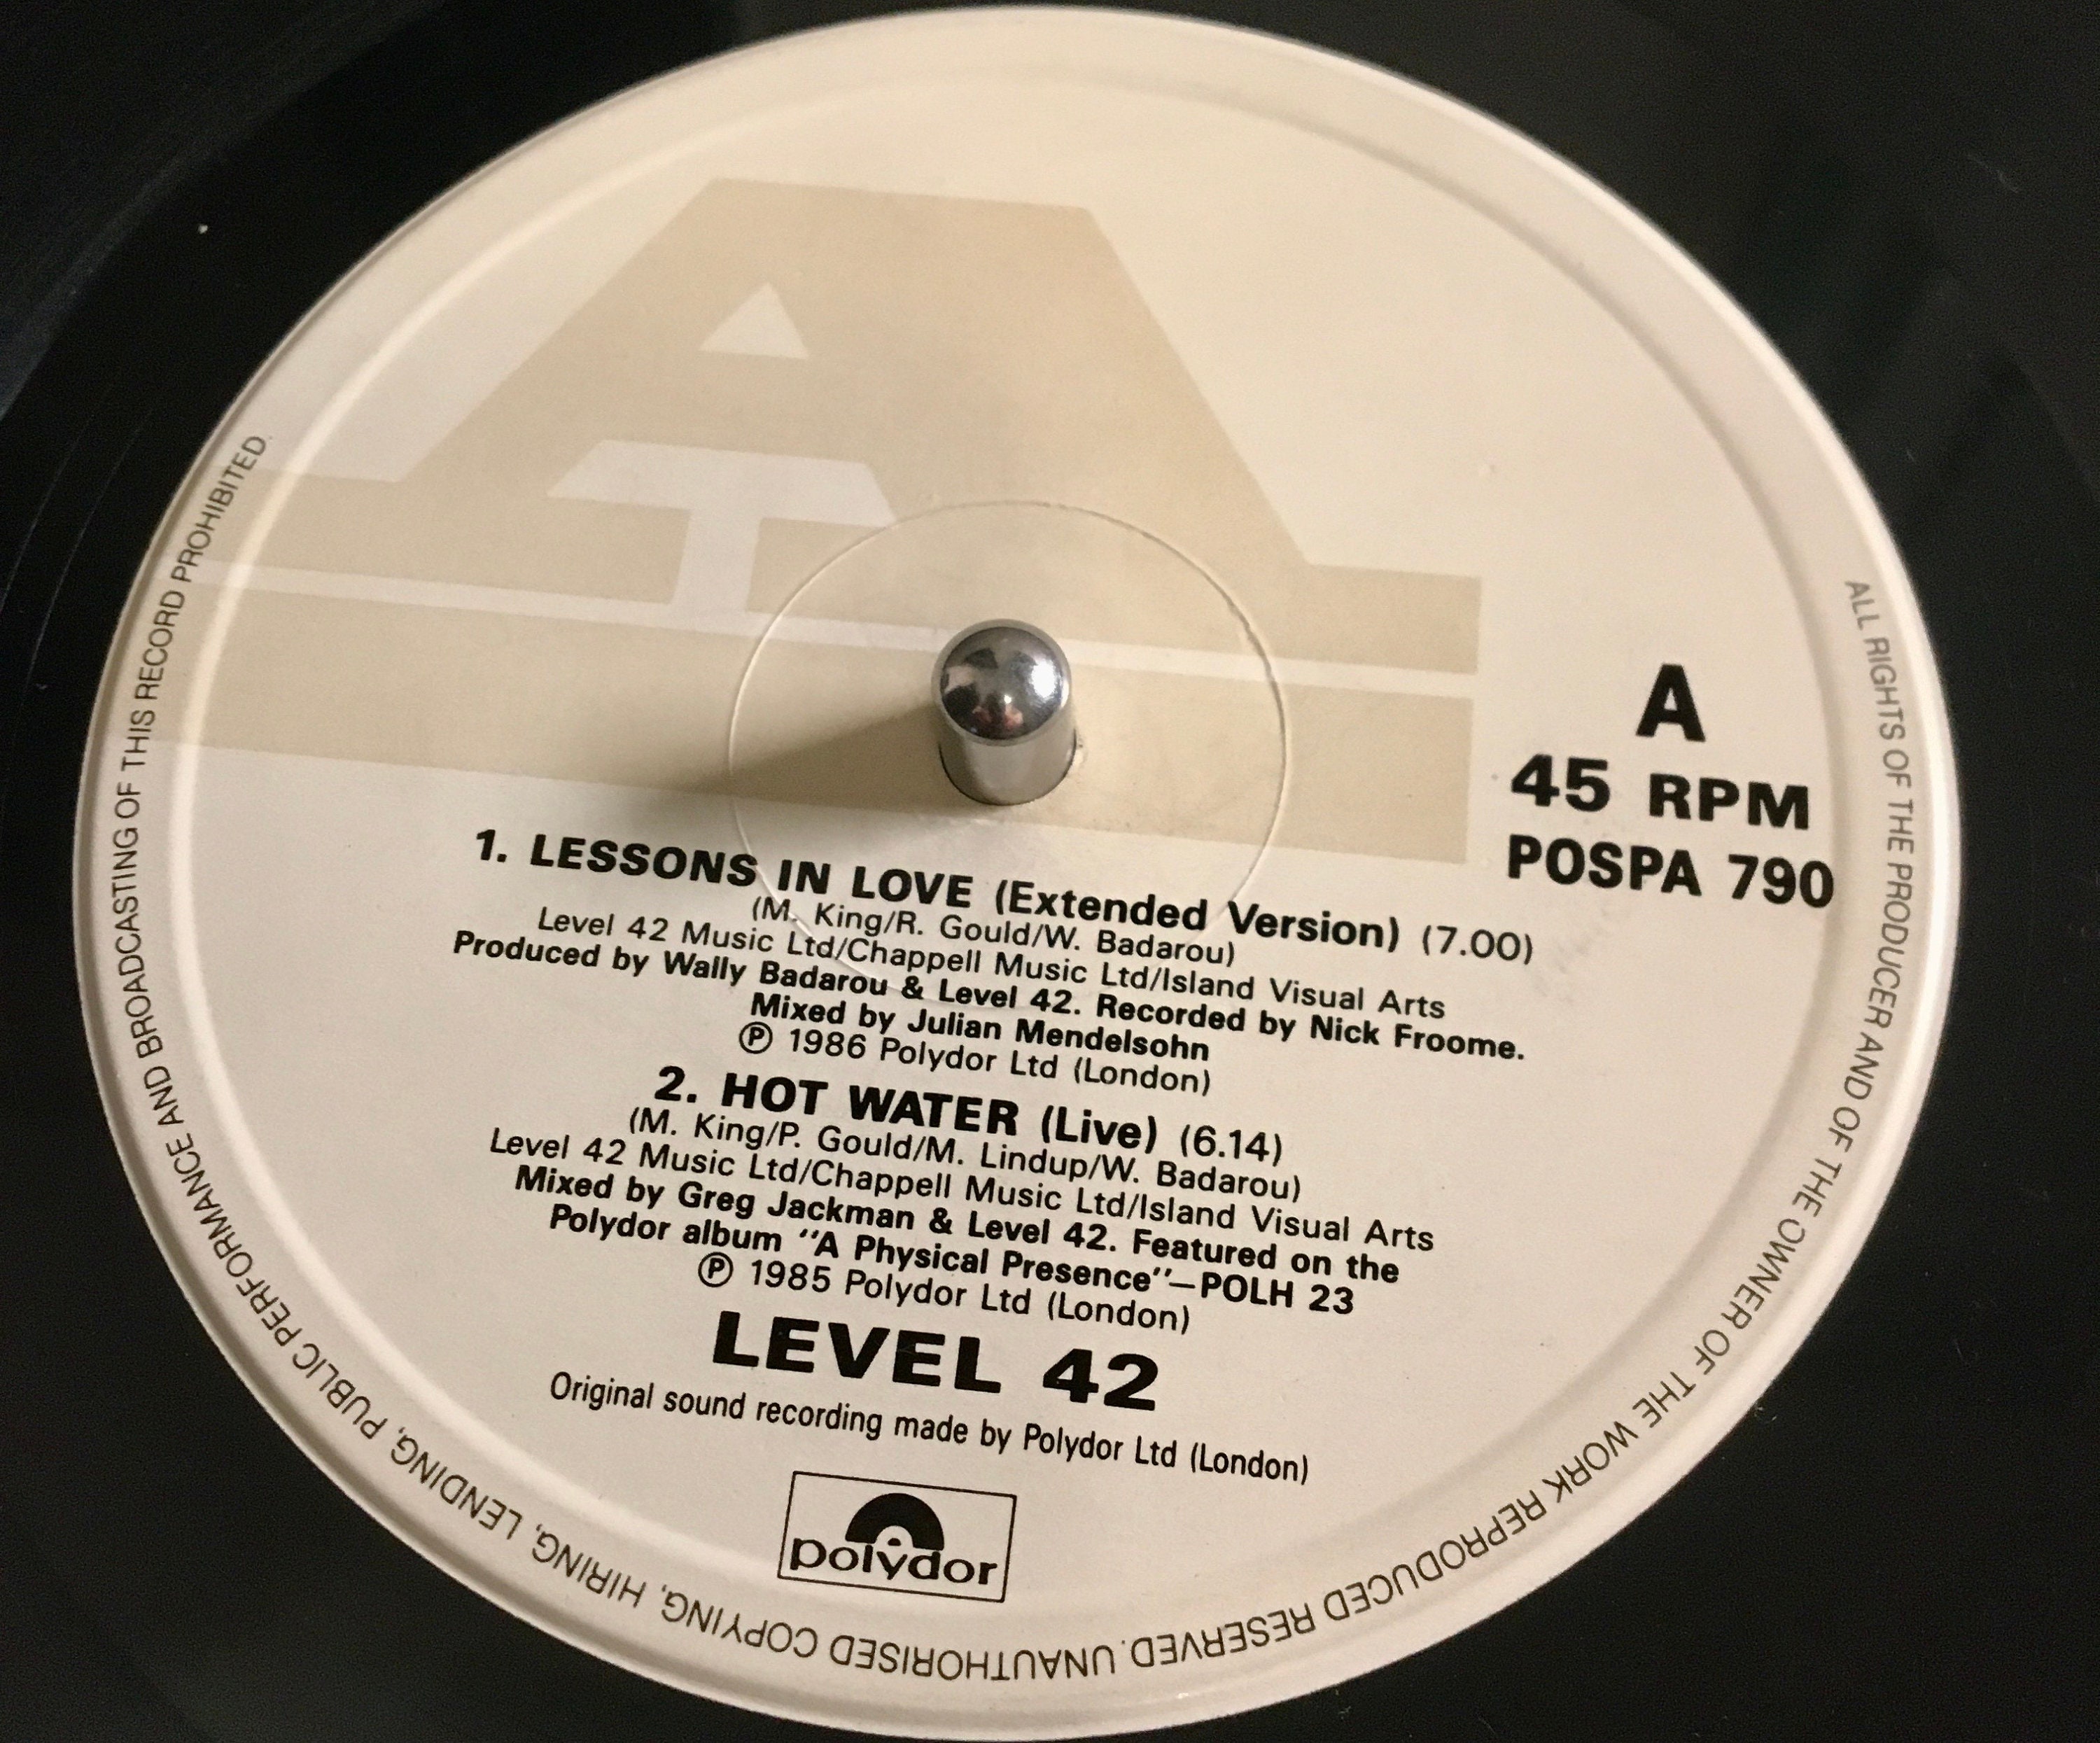 A
A
45 RPM
POSPA 790
1. LESSONS IN LOVE (Extended Version) (7.00)
(M. King/R. Gould/W. Badarou)
Level 42 Music Ltd/Chappell Music Ltd/Island Visual Arts
Produced by Wally Badarou & Level 42. Recorded by Nick Froome.
Mixed by Julian Mendelsohn
Ⓟ 1986 Polydor Ltd (London)
2. HOT WATER (Live) (6.14)
(M. King/P. Gould/M. Lindup/W. Badarou)
Level 42 Music Ltd/Chappell Music Ltd/Island Visual Arts
Mixed by Greg Jackman & Level 42. Featured on the
Polydor album "A Physical Presence"—POLH 23
Ⓟ 1985 Polydor Ltd (London)
LEVEL 42
Original sound recording made by Polydor Ltd (London)
polydor
ALL RIGHTS OF THE PRODUCER AND OF THE OWNER OF THE WORK REPRODUCED RESERVED. UNAUTHORISED COPYING, HIRING, LENDING, PUBLIC PERFORMANCE AND BROADCASTING OF THIS RECORD PROHIBITED.